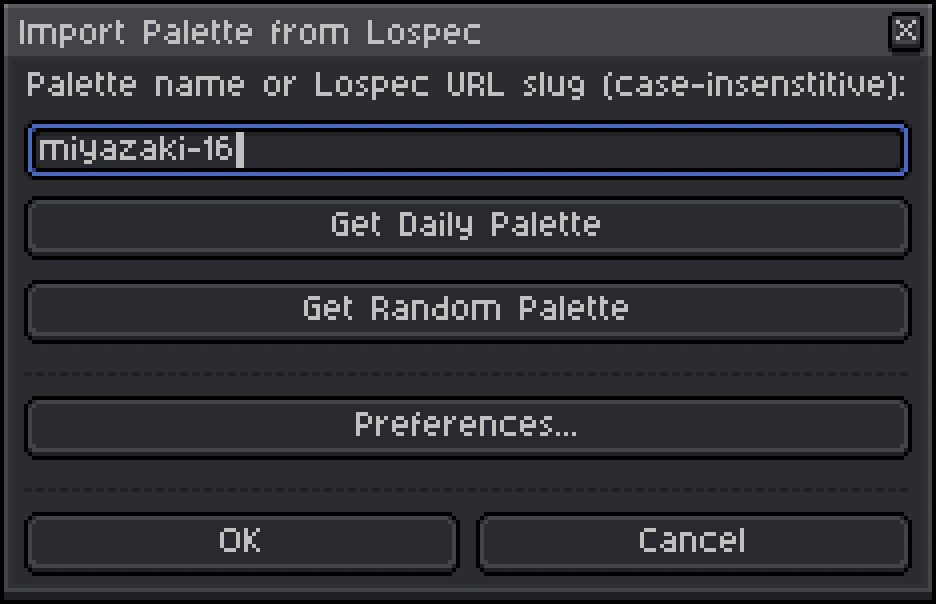 Import Palette from Lospec
Palette name or Lospec URL slug (case-insenstitive):
miyazaki-16
Get Daily Palette
Get Random Palette
Preferences...
OK Cancel